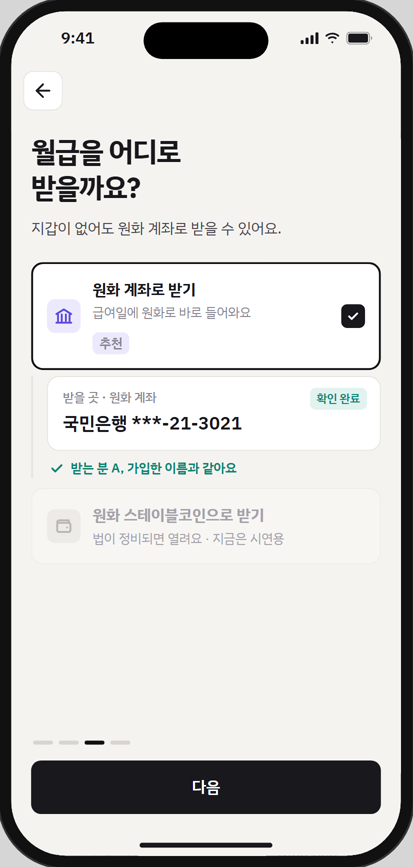 9:41
월급을 어디로
받을까요?
지갑이 없어도 원화 계좌로 받을 수 있어요.
원화 계좌로 받기
급여일에 원화로 바로 들어와요
추천
받을 곳 · 원화 계좌
확인 완료
국민은행 ***-21-3021
받는 분 A, 가입한 이름과 같아요
원화 스테이블코인으로 받기
법이 정비되면 열려요 · 지금은 시연용
다음